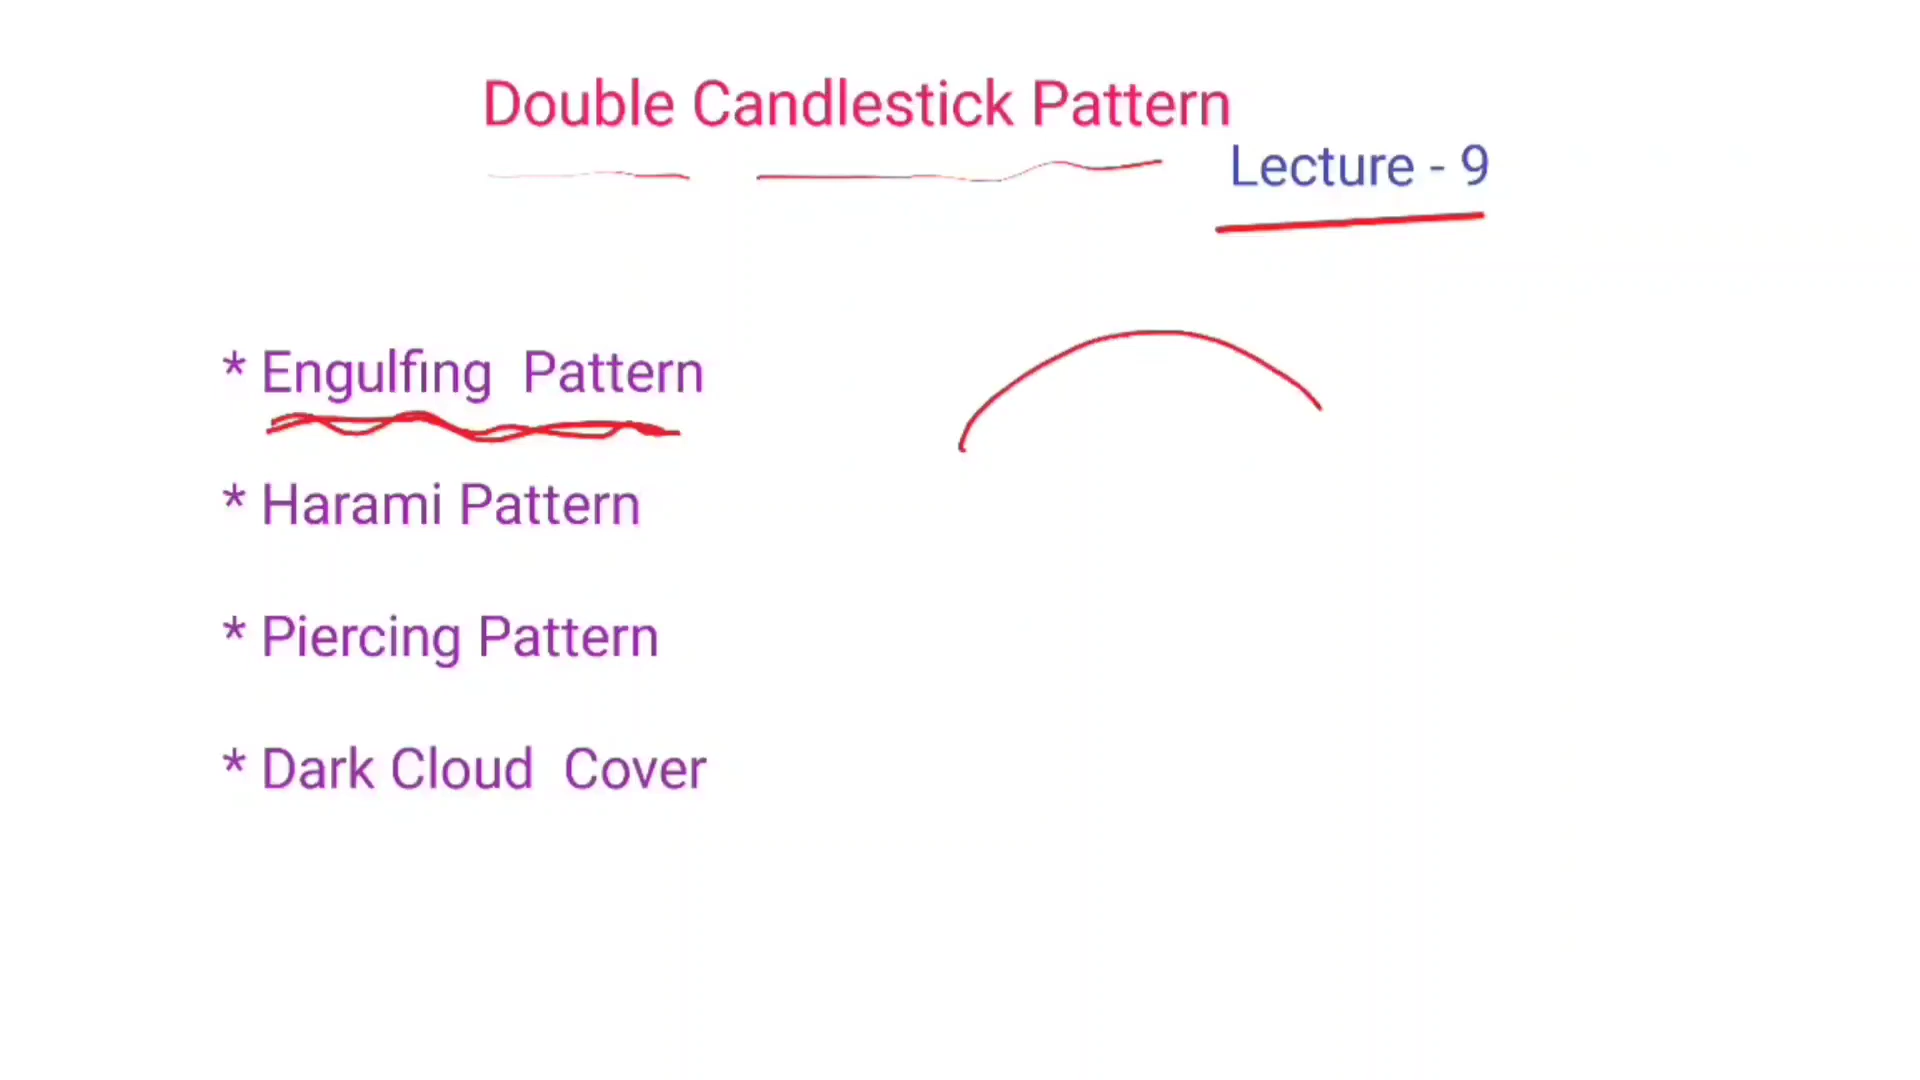 Double Candlestick Pattern
Lecture - 9
* Engulfing Pattern
* Harami Pattern
* Piercing Pattern
* Dark Cloud Cover